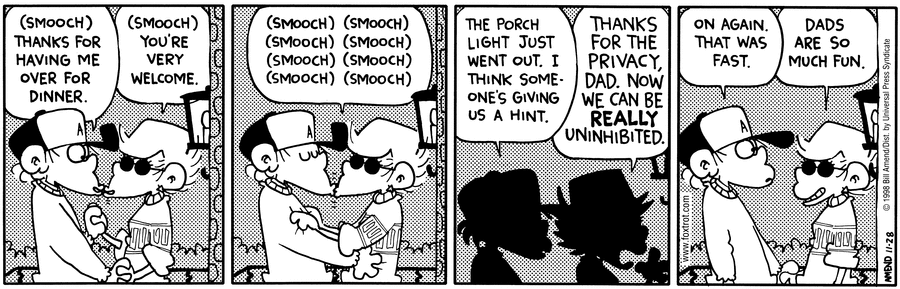 (SMOOCH)
THANKS FOR
HAVING ME
OVER FOR
DINNER.
(SMOOCH)
YOU'RE
VERY
WELCOME.
A
(SMOOCH) (SMOOCH)
(SMOOCH) (SMOOCH)
(SMOOCH) (SMOOCH)
(SMOOCH) (SMOOCH)
A
THE PORCH
LIGHT JUST
WENT OUT. I
THINK SOME-
ONE'S GIVING
US A HINT.
THANKS
FOR THE
PRIVACY,
DAD. NOW
WE CAN BE
REALLY
UNINHIBITED.
ON AGAIN.
THAT WAS
FAST.
DADS
ARE SO
MUCH FUN.
A
www.foxtrot.com
© 1998 Bill Amend/Dist. by Universal Press Syndicate
AMEND 11-28